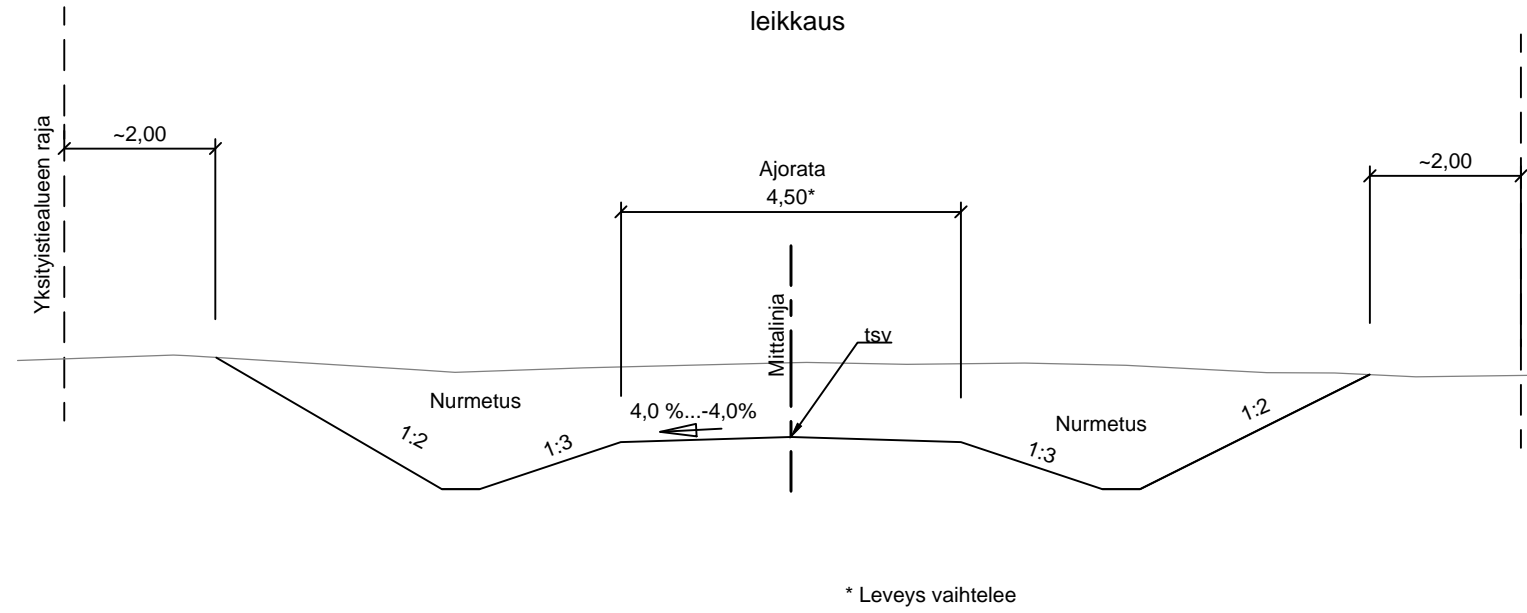 leikkaus
Yksityistiealueen raja
~2,00
Ajorata
4,50*
~2,00
Mittalinja
tsv
Nurmetus
4,0 %...-4,0%
Nurmetus
1:2
1:3
1:3
1:2
* Leveys vaihtelee